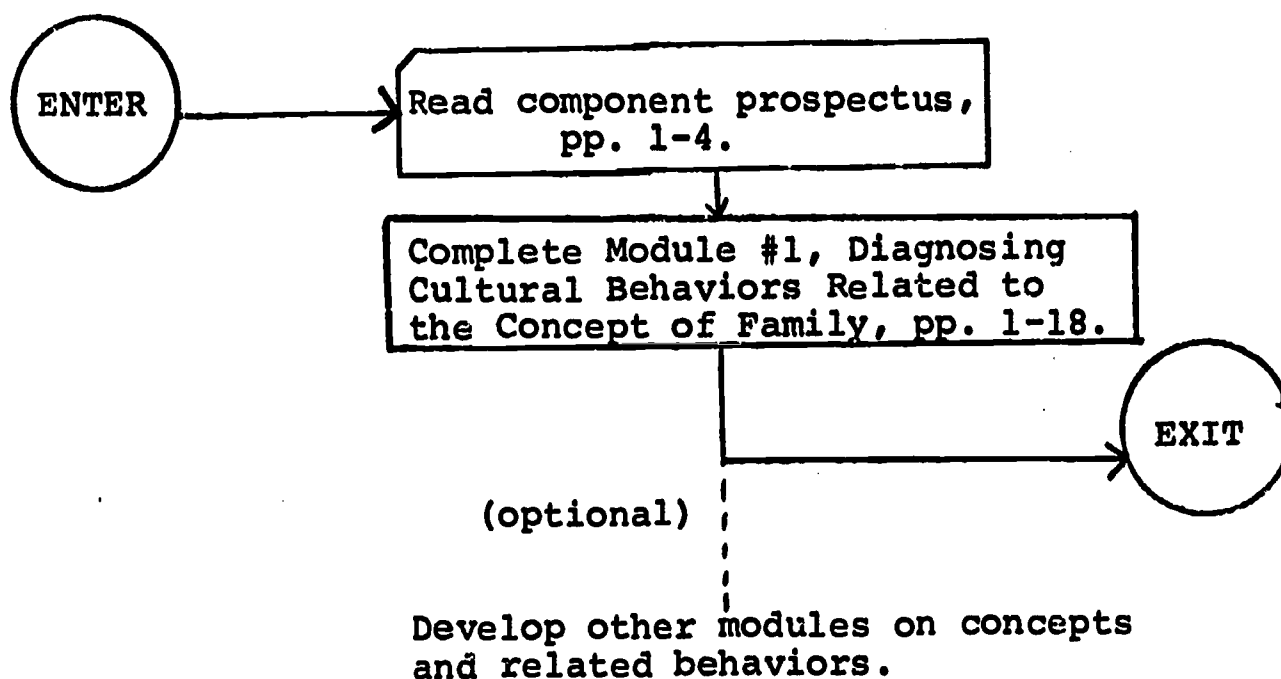 ENTER
Read component prospectus,
pp. 1-4.
Complete Module #1, Diagnosing
Cultural Behaviors Related to
the Concept of Family, pp. 1-18.
EXIT
(optional)
Develop other modules on concepts
and related behaviors.